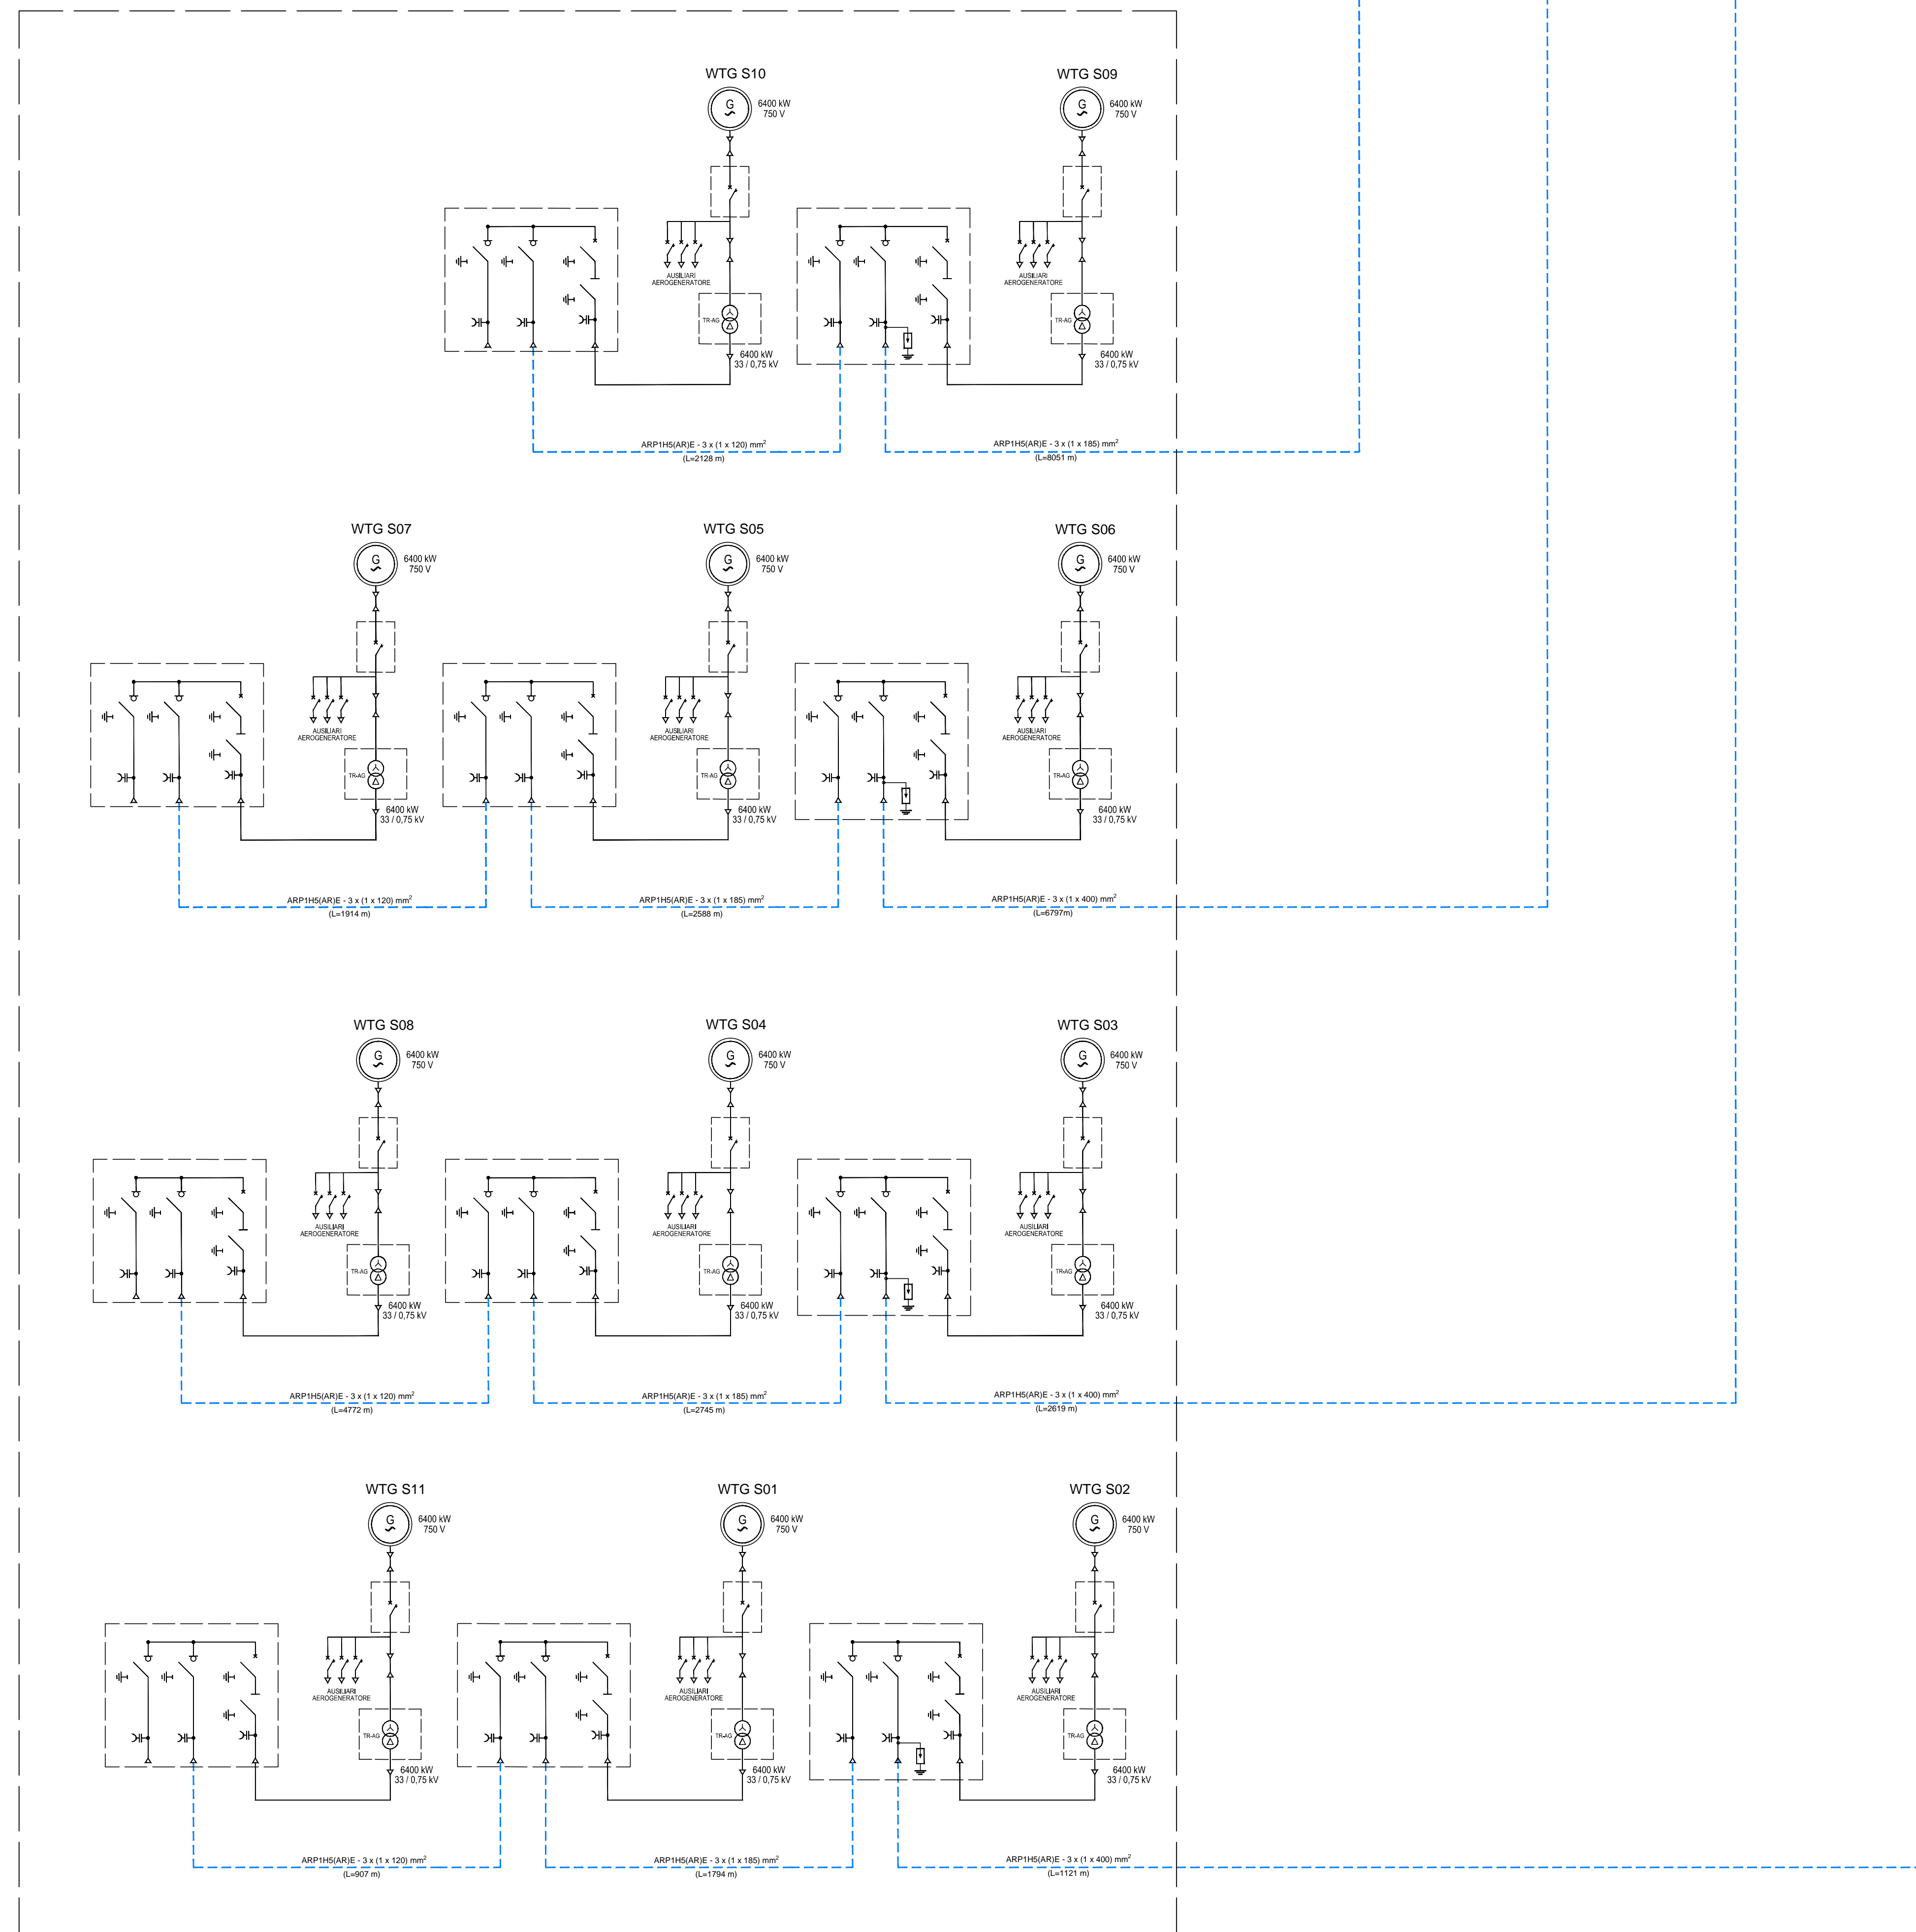 WTG S10
G
6400 kW
750 V
AUSILIARI
AEROGENERATORE
TR-AG
6400 kW
33 / 0,75 kV
WTG S09
G
6400 kW
750 V
AUSILIARI
AEROGENERATORE
TR-AG
6400 kW
33 / 0,75 kV
ARP1H5(AR)E - 3 x (1 x 120) mm²
(L=2128 m)
ARP1H5(AR)E - 3 x (1 x 185) mm²
(L=8051 m)
WTG S07
G
6400 kW
750 V
AUSILIARI
AEROGENERATORE
TR-AG
6400 kW
33 / 0,75 kV
WTG S05
G
6400 kW
750 V
AUSILIARI
AEROGENERATORE
TR-AG
6400 kW
33 / 0,75 kV
WTG S06
G
6400 kW
750 V
AUSILIARI
AEROGENERATORE
TR-AG
6400 kW
33 / 0,75 kV
ARP1H5(AR)E - 3 x (1 x 120) mm²
(L=1914 m)
ARP1H5(AR)E - 3 x (1 x 185) mm²
(L=2588 m)
ARP1H5(AR)E - 3 x (1 x 400) mm²
(L=6797m)
WTG S08
G
6400 kW
750 V
AUSILIARI
AEROGENERATORE
TR-AG
6400 kW
33 / 0,75 kV
WTG S04
G
6400 kW
750 V
AUSILIARI
AEROGENERATORE
TR-AG
6400 kW
33 / 0,75 kV
WTG S03
G
6400 kW
750 V
AUSILIARI
AEROGENERATORE
TR-AG
6400 kW
33 / 0,75 kV
ARP1H5(AR)E - 3 x (1 x 120) mm²
(L=4772 m)
ARP1H5(AR)E - 3 x (1 x 185) mm²
(L=2745 m)
ARP1H5(AR)E - 3 x (1 x 400) mm²
(L=2619 m)
WTG S11
G
6400 kW
750 V
AUSILIARI
AEROGENERATORE
TR-AG
6400 kW
33 / 0,75 kV
WTG S01
G
6400 kW
750 V
AUSILIARI
AEROGENERATORE
TR-AG
6400 kW
33 / 0,75 kV
WTG S02
G
6400 kW
750 V
AUSILIARI
AEROGENERATORE
TR-AG
6400 kW
33 / 0,75 kV
ARP1H5(AR)E - 3 x (1 x 120) mm²
(L=907 m)
ARP1H5(AR)E - 3 x (1 x 185) mm²
(L=1794 m)
ARP1H5(AR)E - 3 x (1 x 400) mm²
(L=1121 m)